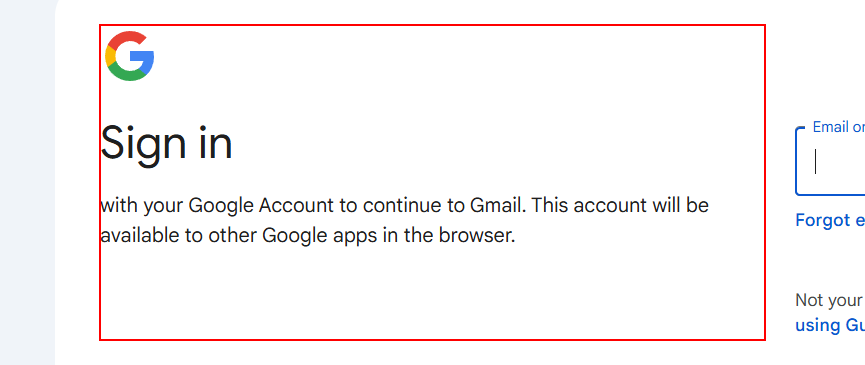 Sign in
with your Google Account to continue to Gmail. This account will be
available to other Google apps in the browser.
Email or
Forgot e
Not your
using Gu